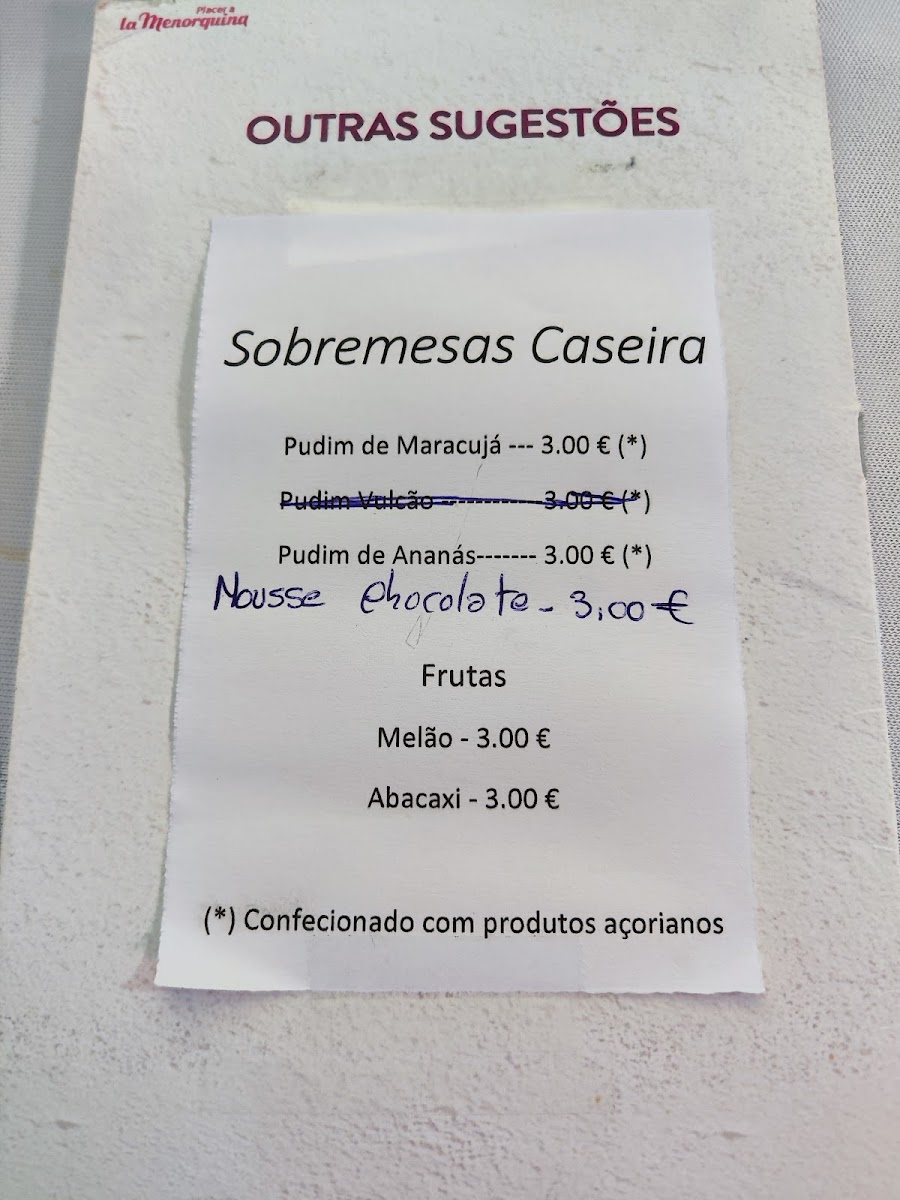 Placer a
la Menorquina
OUTRAS SUGESTÕES
Sobremesas Caseira
Pudim de Maracujá --- 3.00 € (*)
Pudim Vulcão ------------ 3.00 € (*)
Pudim de Ananás------- 3.00 € (*)
Mousse Chocolate - 3,00 €
Frutas
Melão - 3.00 €
Abacaxi - 3.00 €
(*) Confecionado com produtos açorianos